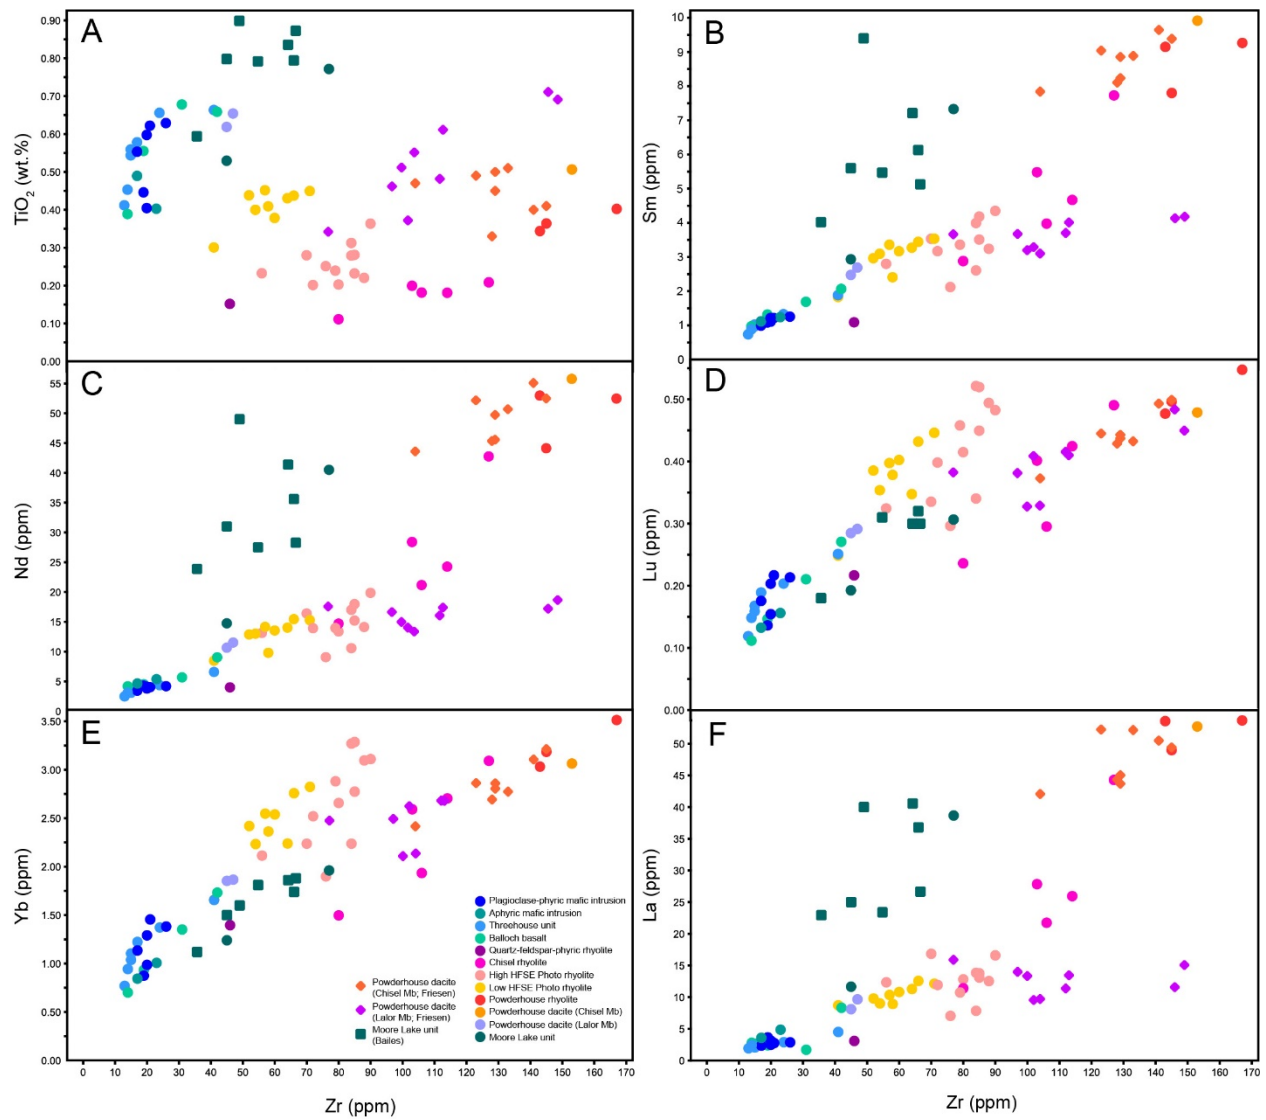 A
TiO2 (wt.%)
0.90
0.80
0.70
0.60
0.50
0.40
0.30
0.20
0.10
0.00
B
Sm (ppm)
10
9
8
7
6
5
4
3
2
1
0
C
Nd (ppm)
55
50
45
40
35
30
25
20
15
10
5
0
D
Lu (ppm)
0.50
0.40
0.30
0.20
0.10
0.00
E
Yb (ppm)
3.50
3.00
2.50
2.00
1.50
1.00
0.50
0.00
Powderhouse dacite
(Chisel Mb; Friesen)
Powderhouse dacite
(Lalor Mb; Friesen)
Moore Lake unit
(Bailes)
Plagioclase-phyric mafic intrusion
Aphyric mafic intrusion
Threehouse unit
Balloch basalt
Quartz-feldspar-phyric rhyolite
Chisel rhyolite
High HFSE Photo rhyolite
Low HFSE Photo rhyolite
Powderhouse rhyolite
Powderhouse dacite (Chisel Mb)
Powderhouse dacite (Lalor Mb)
Moore Lake unit
0 10 20 30 40 50 60 70 80 90 100 110 120 130 140 150 160 170
Zr (ppm)
F
La (ppm)
50
45
40
35
30
25
20
15
10
5
0
0 10 20 30 40 50 60 70 80 90 100 110 120 130 140 150 160 170
Zr (ppm)